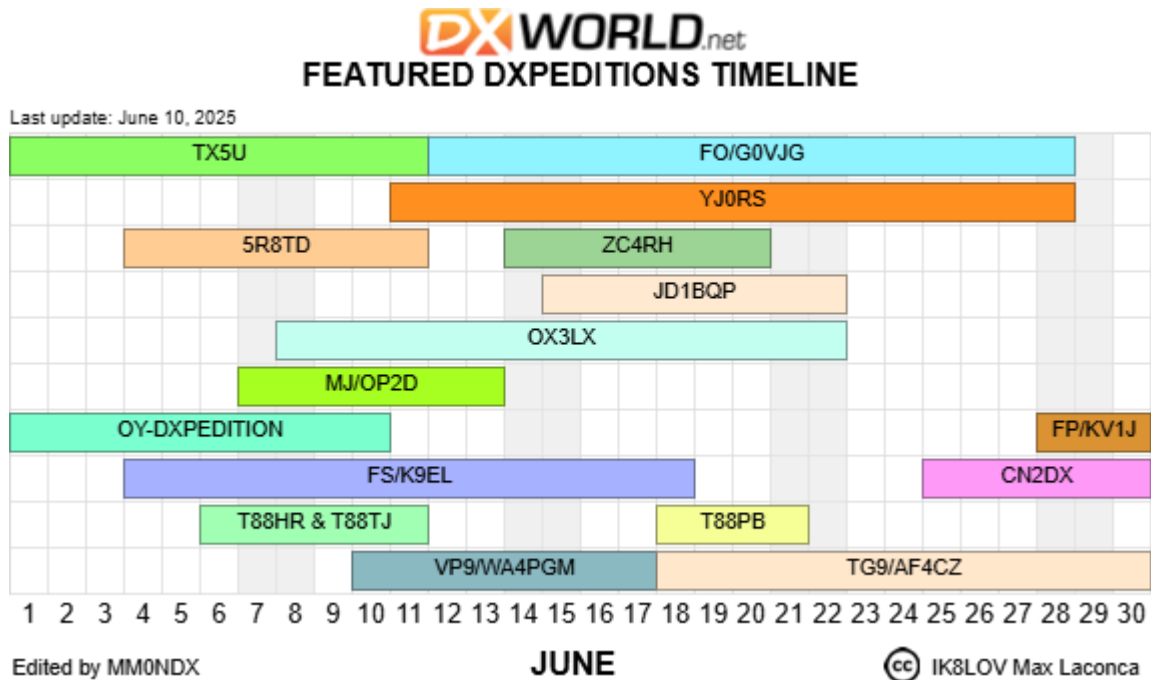 DX WORLD.net
FEATURED DXPEDITIONS TIMELINE
Last update: June 10, 2025
TX5U FO/G0VJG
YJ0RS
5R8TD ZC4RH
JD1BQP
OX3LX
MJ/OP2D
OY-DXPEDITION FP/KV1J
FS/K9EL CN2DX
T88HR & T88TJ T88PB
VP9/WA4PGM TG9/AF4CZ
1 2 3 4 5 6 7 8 9 10 11 12 13 14 15 16 17 18 19 20 21 22 23 24 25 26 27 28 29 30
Edited by MM0NDX JUNE cc IK8LOV Max Laconca